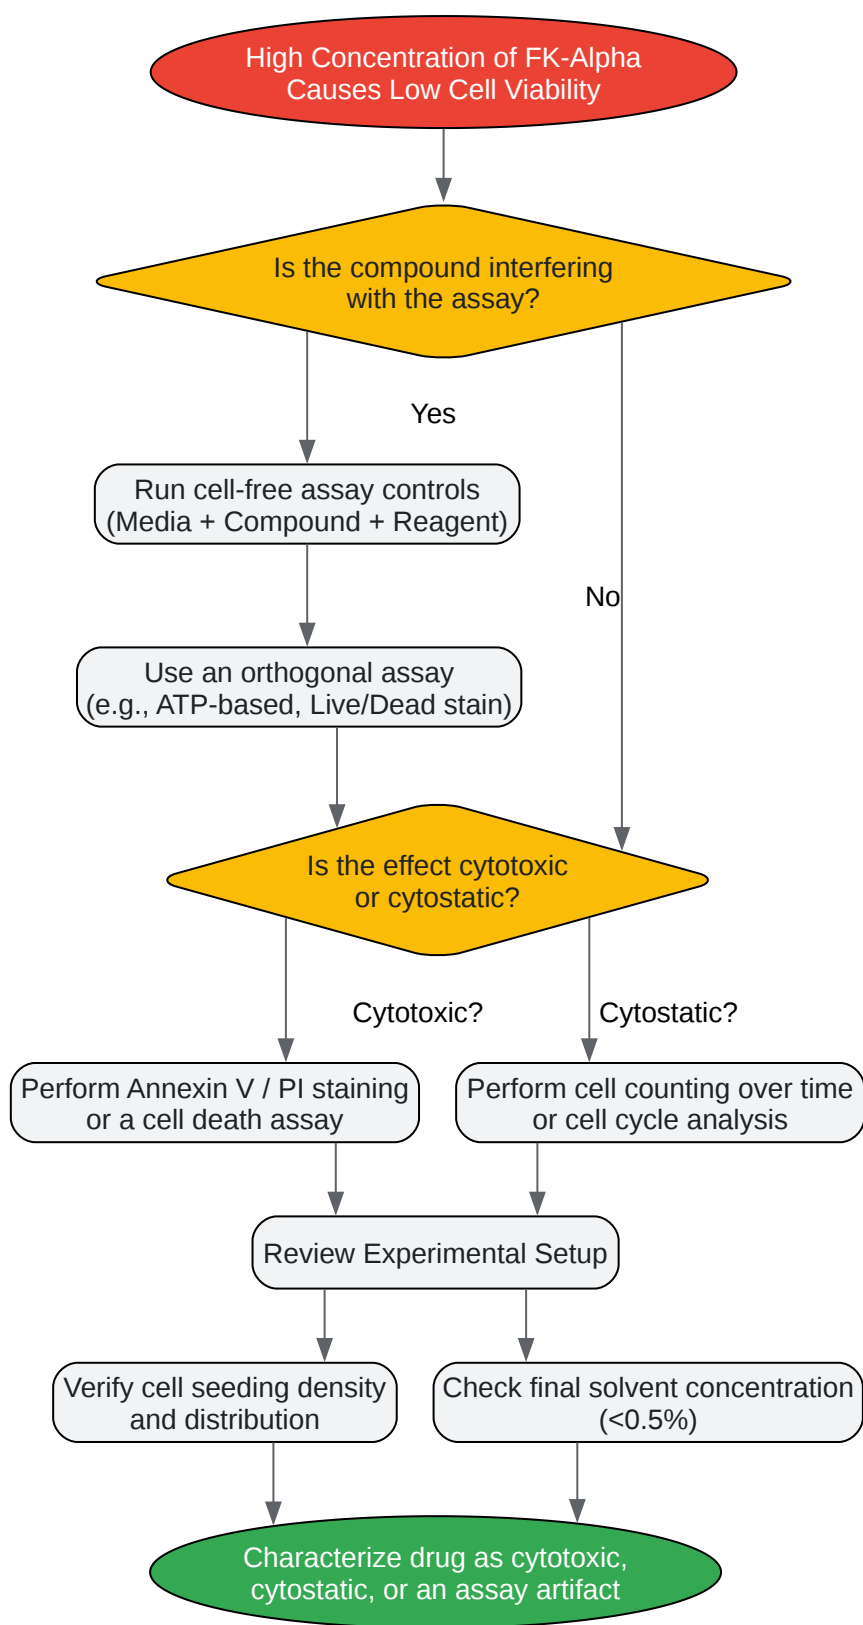 High Concentration of FK-Alpha
Causes Low Cell Viability
Is the compound interfering
with the assay?
Yes
Run cell-free assay controls
(Media + Compound + Reagent)
No
Use an orthogonal assay
(e.g., ATP-based, Live/Dead stain)
Is the effect cytotoxic
or cytostatic?
Cytotoxic?
Cytostatic?
Perform Annexin V / PI staining
or a cell death assay
Perform cell counting over time
or cell cycle analysis
Review Experimental Setup
Verify cell seeding density
and distribution
Check final solvent concentration
(<0.5%)
Characterize drug as cytotoxic,
cytostatic, or an assay artifact